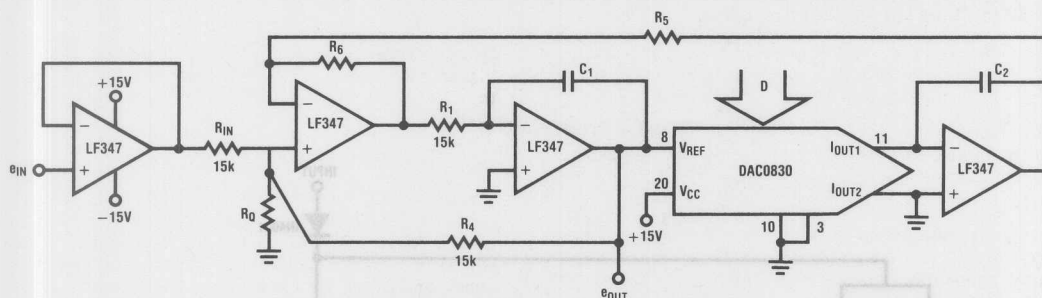 R5
R6
C1
C2
+15V
D
R1
RIN
LF347
LF347
8
VREF
11
IOUT1
LF347
15k
LF347
DAC0830
eIN
20
VCC
IOUT2
-15V
RQ
R4
+15V
10
3
15k
eOUT